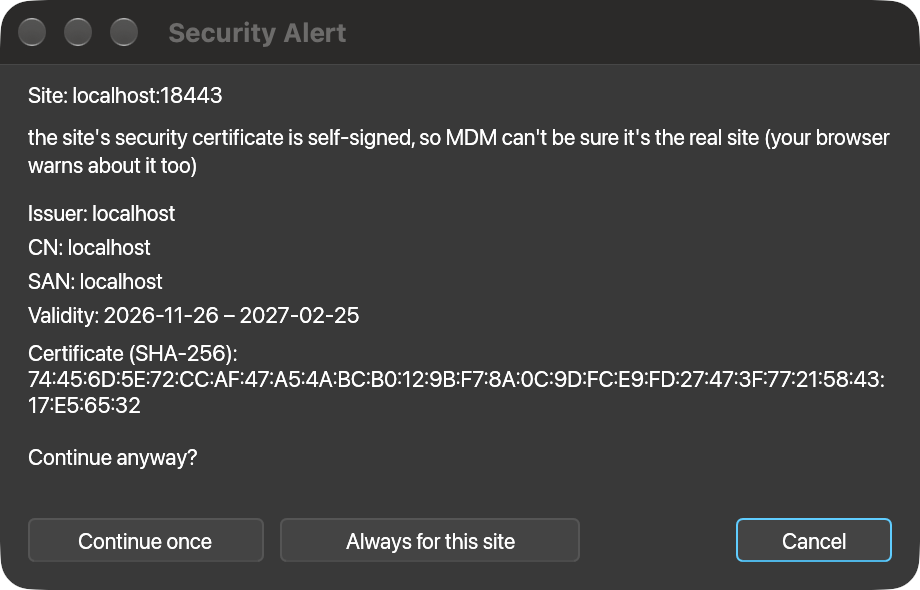 Security Alert
Site: localhost:18443
the site's security certificate is self-signed, so MDM can't be sure it's the real site (your browser
warns about it too)
Issuer: localhost
CN: localhost
SAN: localhost
Validity: 2026-11-26 – 2027-02-25
Certificate (SHA-256):
74:45:6D:5E:72:CC:AF:47:A5:4A:BC:B0:12:9B:F7:8A:0C:9D:FC:E9:FD:27:47:3F:77:21:58:43:
17:E5:65:32
Continue anyway?
Continue once
Always for this site
Cancel